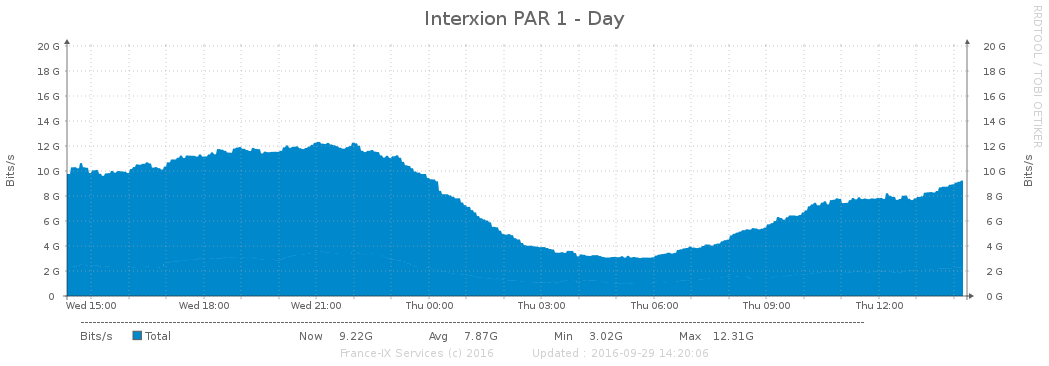 Interxion PAR 1 - Day
RRDTOOL / TOBI OETIKER
Bits/s
20 G
18 G
16 G
14 G
12 G
10 G
8 G
6 G
4 G
2 G
0
20 G
18 G
16 G
14 G
12 G
10 G
8 G
6 G
4 G
2 G
0 G
Bits/s
Wed 15:00 Wed 18:00 Wed 21:00 Thu 00:00 Thu 03:00 Thu 06:00 Thu 09:00 Thu 12:00
Bits/s Total Now 9.22G Avg 7.87G Min 3.02G Max 12.31G
France-IX Services (c) 2016 Updated : 2016-09-29 14:20:06